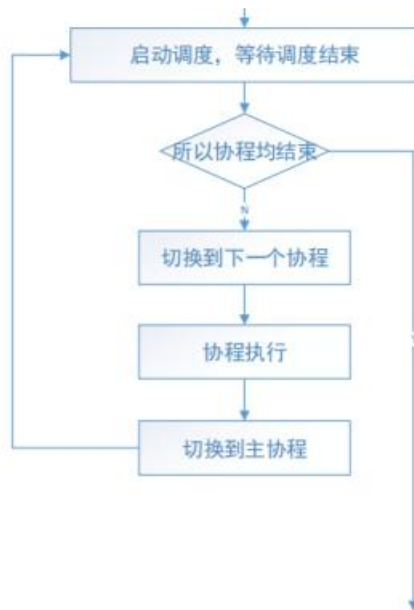 启动调度，等待调度结束
所以协程均结束
N
切换到下一个协程
协程执行
切换到主协程